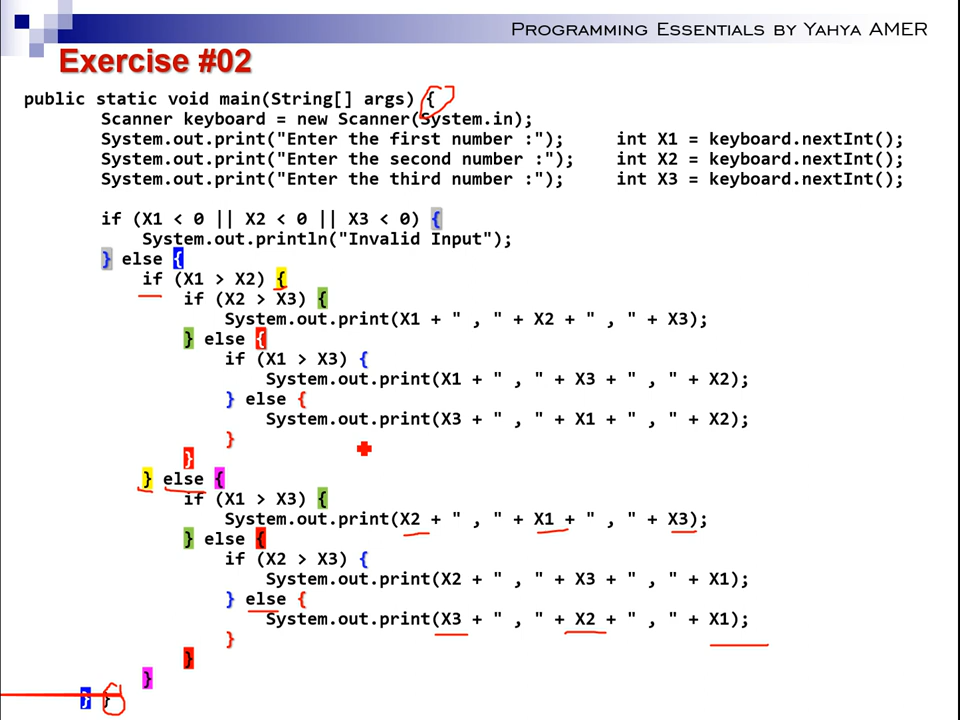 Programming Essentials by Yahya AMER
Exercise #02
public static void main(String[] args) {
Scanner keyboard = new Scanner(System.in);
System.out.print("Enter the first number :"); int X1 = keyboard.nextInt();
System.out.print("Enter the second number :"); int X2 = keyboard.nextInt();
System.out.print("Enter the third number :"); int X3 = keyboard.nextInt();
if (X1 < 0 || X2 < 0 || X3 < 0) {
System.out.println("Invalid Input");
} else {
if (X1 > X2) {
if (X2 > X3) {
System.out.print(X1 + " , " + X2 + " , " + X3);
} else {
if (X1 > X3) {
System.out.print(X1 + " , " + X3 + " , " + X2);
} else {
System.out.print(X3 + " , " + X1 + " , " + X2);
}
}
} else {
if (X1 > X3) {
System.out.print(X2 + " , " + X1 + " , " + X3);
} else {
if (X2 > X3) {
System.out.print(X2 + " , " + X3 + " , " + X1);
} else {
System.out.print(X3 + " , " + X2 + " , " + X1);
}
}
}
} }